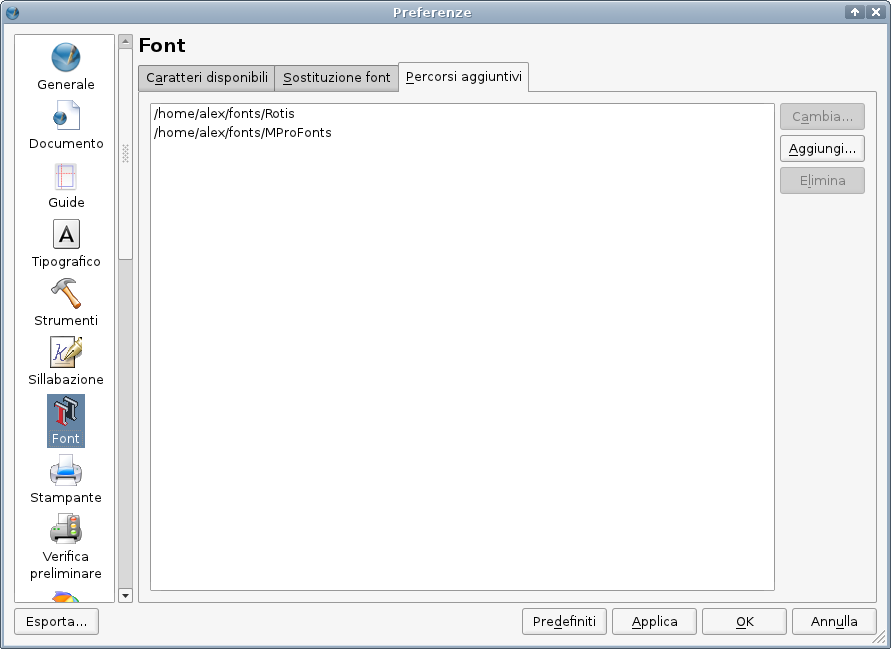 Preferenze
Generale
Documento
Guide
A
Tipografico
Strumenti
Sillabazione
Font
Stampante
Verifica
preliminare
Font
Caratteri disponibili
Sostituzione font
Percorsi aggiuntivi
/home/alex/fonts/Rotis
/home/alex/fonts/MProFonts
Cambia...
Aggiungi...
Elimina
Esporta...
Predefiniti
Applica
OK
Annulla